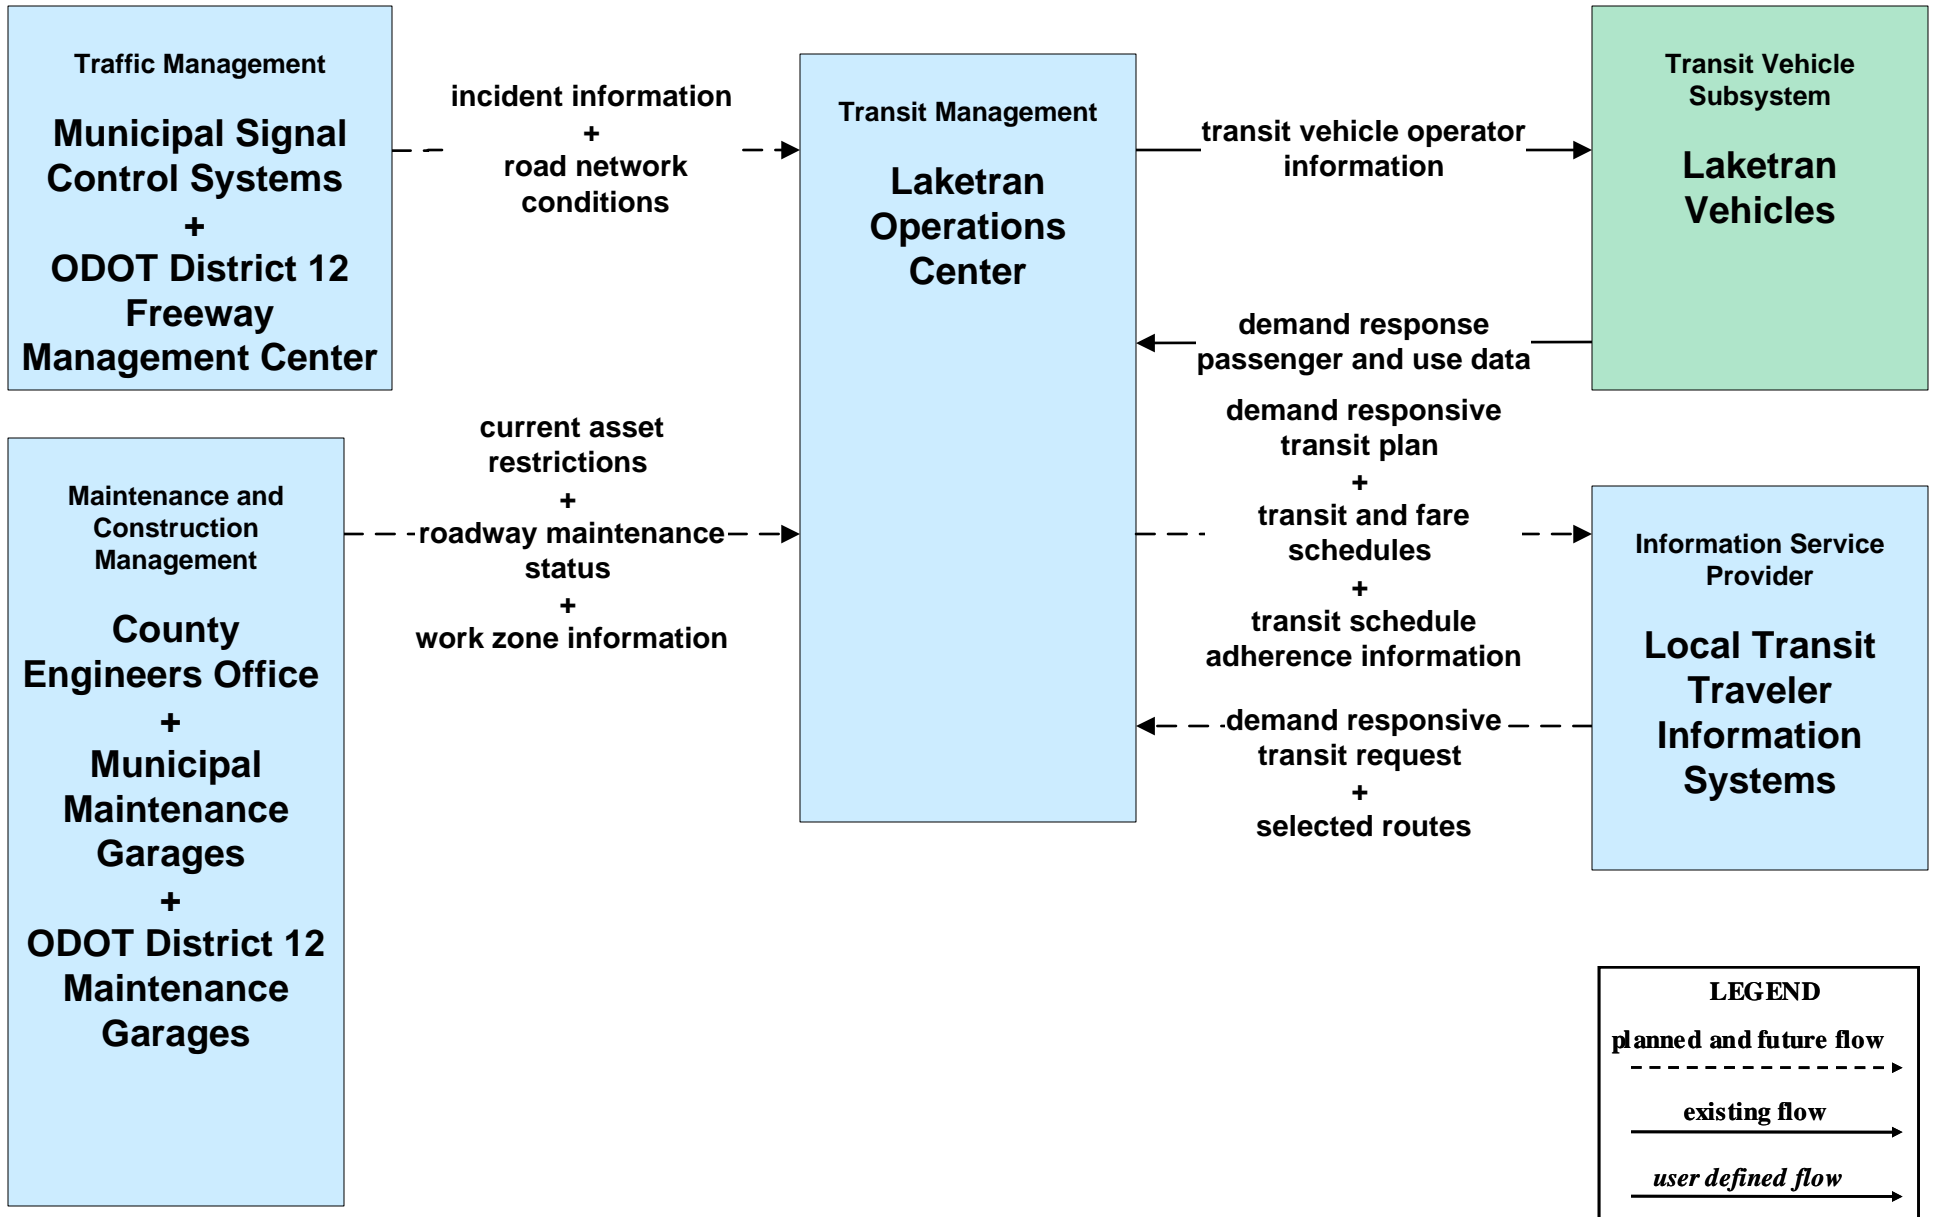 Traffic Management
Municipal Signal
Control Systems
+
ODOT District 12
Freeway
Management Center
incident information
+
road network
conditions
Transit Management
Laketran
Operations
Center
transit vehicle operator
information
Transit Vehicle
Subsystem
Laketran
Vehicles
demand response
passenger and use data
Maintenance and
Construction
Management
County
Engineers Office
+
Municipal
Maintenance
Garages
+
ODOT District 12
Maintenance
Garages
current asset
restrictions
+
roadway maintenance
status
+
work zone information
demand responsive
transit plan
+
transit and fare
schedules
+
transit schedule
adherence information
demand responsive
transit request
+
selected routes
Information Service
Provider
Local Transit
Traveler
Information
Systems
LEGEND
planned and future flow
existing flow
user defined flow